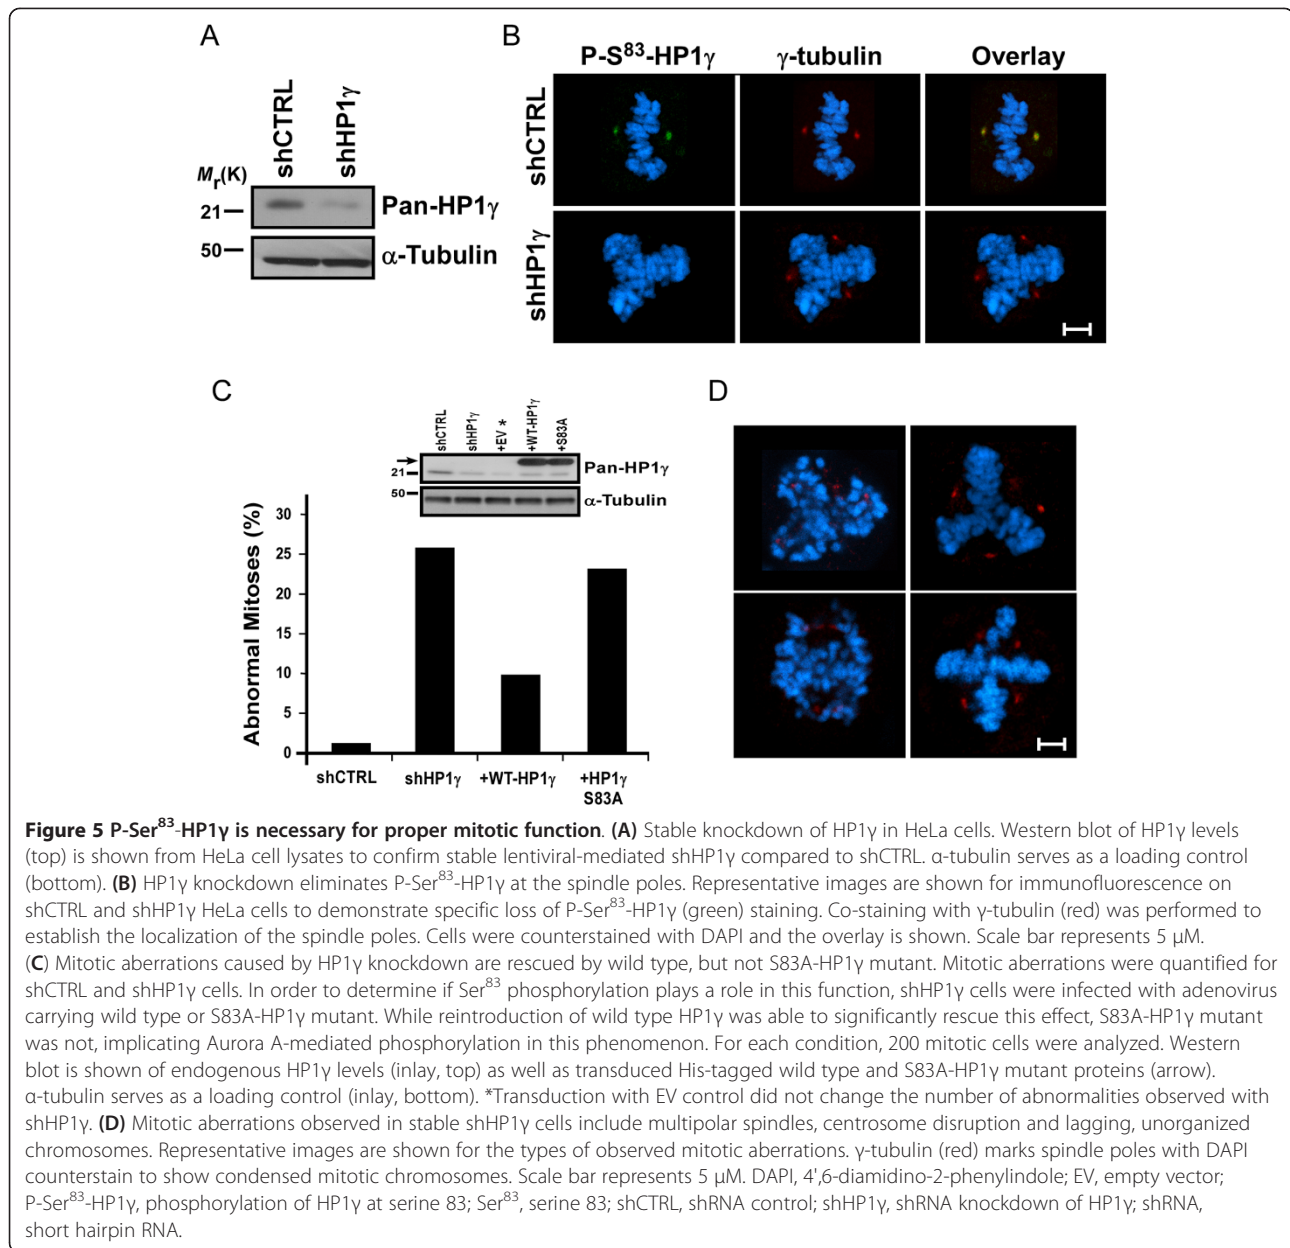 A
B
shCTRL
shHP1γ
Mr(K)
21
50
Pan-HP1γ
α-Tubulin
P-S⁸³-HP1γ
γ-tubulin
Overlay
shCTRL
shHP1γ
C
D
shCTRL
shHP1γ
+EV *
+WT-HP1γ
+S83A
21
50
Pan-HP1γ
α-Tubulin
Abnormal Mitoses (%)
30
25
20
15
10
5
0
shCTRL
shHP1γ
+WT-HP1γ
+HP1γ
S83A
Figure 5 P-Ser⁸³-HP1γ is necessary for proper mitotic function. (A) Stable knockdown of HP1γ in HeLa cells. Western blot of HP1γ levels
(top) is shown from HeLa cell lysates to confirm stable lentiviral-mediated shHP1γ compared to shCTRL. α-tubulin serves as a loading control
(bottom). (B) HP1γ knockdown eliminates P-Ser⁸³-HP1γ at the spindle poles. Representative images are shown for immunofluorescence on
shCTRL and shHP1γ HeLa cells to demonstrate specific loss of P-Ser⁸³-HP1γ (green) staining. Co-staining with γ-tubulin (red) was performed to
establish the localization of the spindle poles. Cells were counterstained with DAPI and the overlay is shown. Scale bar represents 5 μM.
(C) Mitotic aberrations caused by HP1γ knockdown are rescued by wild type, but not S83A-HP1γ mutant. Mitotic aberrations were quantified for
shCTRL and shHP1γ cells. In order to determine if Ser⁸³ phosphorylation plays a role in this function, shHP1γ cells were infected with adenovirus
carrying wild type or S83A-HP1γ mutant. While reintroduction of wild type HP1γ was able to significantly rescue this effect, S83A-HP1γ mutant
was not, implicating Aurora A-mediated phosphorylation in this phenomenon. For each condition, 200 mitotic cells were analyzed. Western
blot is shown of endogenous HP1γ levels (inlay, top) as well as transduced His-tagged wild type and S83A-HP1γ mutant proteins (arrow).
α-tubulin serves as a loading control (inlay, bottom). *Transduction with EV control did not change the number of abnormalities observed with
shHP1γ. (D) Mitotic aberrations observed in stable shHP1γ cells include multipolar spindles, centrosome disruption and lagging, unorganized
chromosomes. Representative images are shown for the types of observed mitotic aberrations. γ-tubulin (red) marks spindle poles with DAPI
counterstain to show condensed mitotic chromosomes. Scale bar represents 5 μM. DAPI, 4',6-diamidino-2-phenylindole; EV, empty vector;
P-Ser⁸³-HP1γ, phosphorylation of HP1γ at serine 83; Ser⁸³, serine 83; shCTRL, shRNA control; shHP1γ, shRNA knockdown of HP1γ; shRNA,
short hairpin RNA.